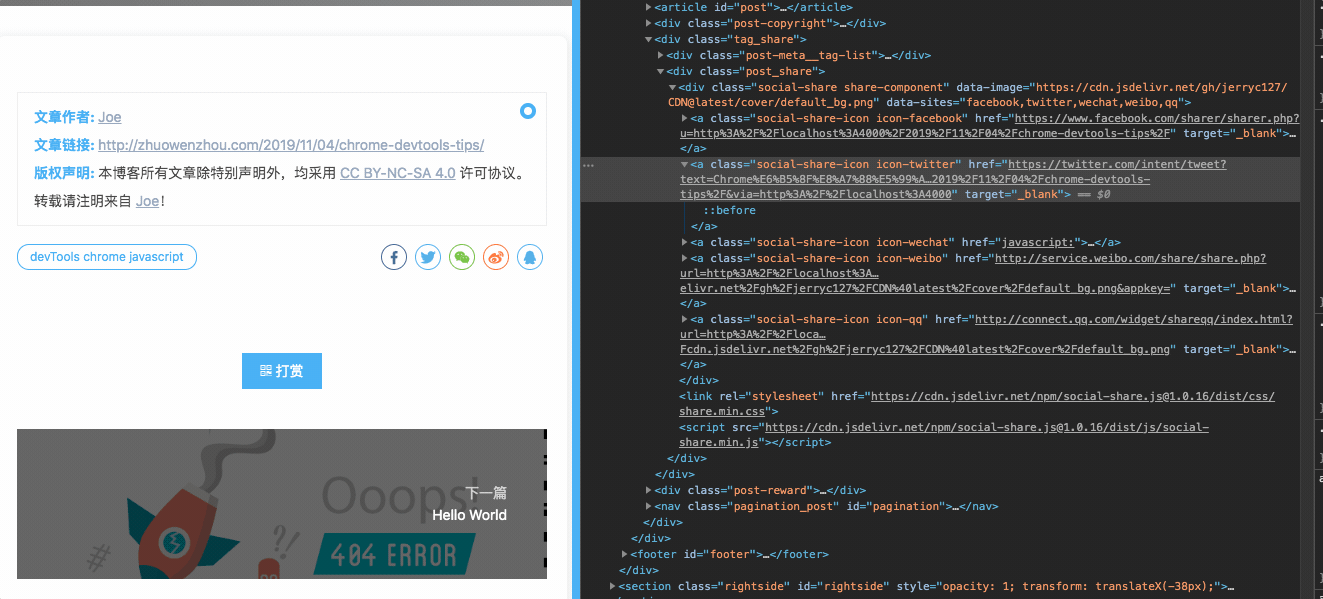 文章作者: Joe
文章链接: http://zhuowenzhou.com/2019/11/04/chrome-devtools-tips/
版权声明: 本博客所有文章除特别声明外，均采用 CC BY-NC-SA 4.0 许可协议。
转载请注明来自 Joe！
devTools chrome javascript
打赏
Ooops!
下一篇
Hello World
#
!?
404 ERROR
▶<article id="post">…</article>
▶<div class="post-copyright">…</div>
▼<div class="tag_share">
▶<div class="post-meta__tag-list">…</div>
▼<div class="post_share">
▼<div class="social-share share-component" data-image="https://cdn.jsdelivr.net/gh/jerryc127/
CDN@latest/cover/default_bg.png" data-sites="facebook,twitter,wechat,weibo,qq">
▶<a class="social-share-icon icon-facebook" href="https://www.facebook.com/sharer/sharer.php?
u=http%3A%2F%2Flocalhost%3A4000%2F2019%2F11%2F04%2Fchrome-devtools-tips%2F" target="_blank">…
</a>
▼<a class="social-share-icon icon-twitter" href="https://twitter.com/intent/tweet?
text=Chrome%E6%B5%8F%E8%A7%88%E5%99%A…2019%2F11%2F04%2Fchrome-devtools-
tips%2F&via=http%3A%2F%2Flocalhost%3A4000" target="_blank"> == $0
::before
</a>
▶<a class="social-share-icon icon-wechat" href="javascript:">…</a>
▶<a class="social-share-icon icon-weibo" href="http://service.weibo.com/share/share.php?
url=http%3A%2F%2Flocalhost%3A…
elivr.net%2Fgh%2Fjerryc127%2FCDN%40latest%2Fcover%2Fdefault_bg.png&appkey=" target="_blank">…
</a>
▶<a class="social-share-icon icon-qq" href="http://connect.qq.com/widget/shareqq/index.html?
url=http%3A%2F%2Floca…
Fcdn.jsdelivr.net%2Fgh%2Fjerryc127%2FCDN%40latest%2Fcover%2Fdefault_bg.png" target="_blank">…
</a>
</div>
<link rel="stylesheet" href="https://cdn.jsdelivr.net/npm/social-share.js@1.0.16/dist/css/
share.min.css">
<script src="https://cdn.jsdelivr.net/npm/social-share.js@1.0.16/dist/js/social-
share.min.js"></script>
</div>
</div>
▶<div class="post-reward">…</div>
▶<nav class="pagination_post" id="pagination">…</nav>
</div>
</div>
▶<footer id="footer">…</footer>
</div>
▶<section class="rightside" id="rightside" style="opacity: 1; transform: translateX(-38px);">…